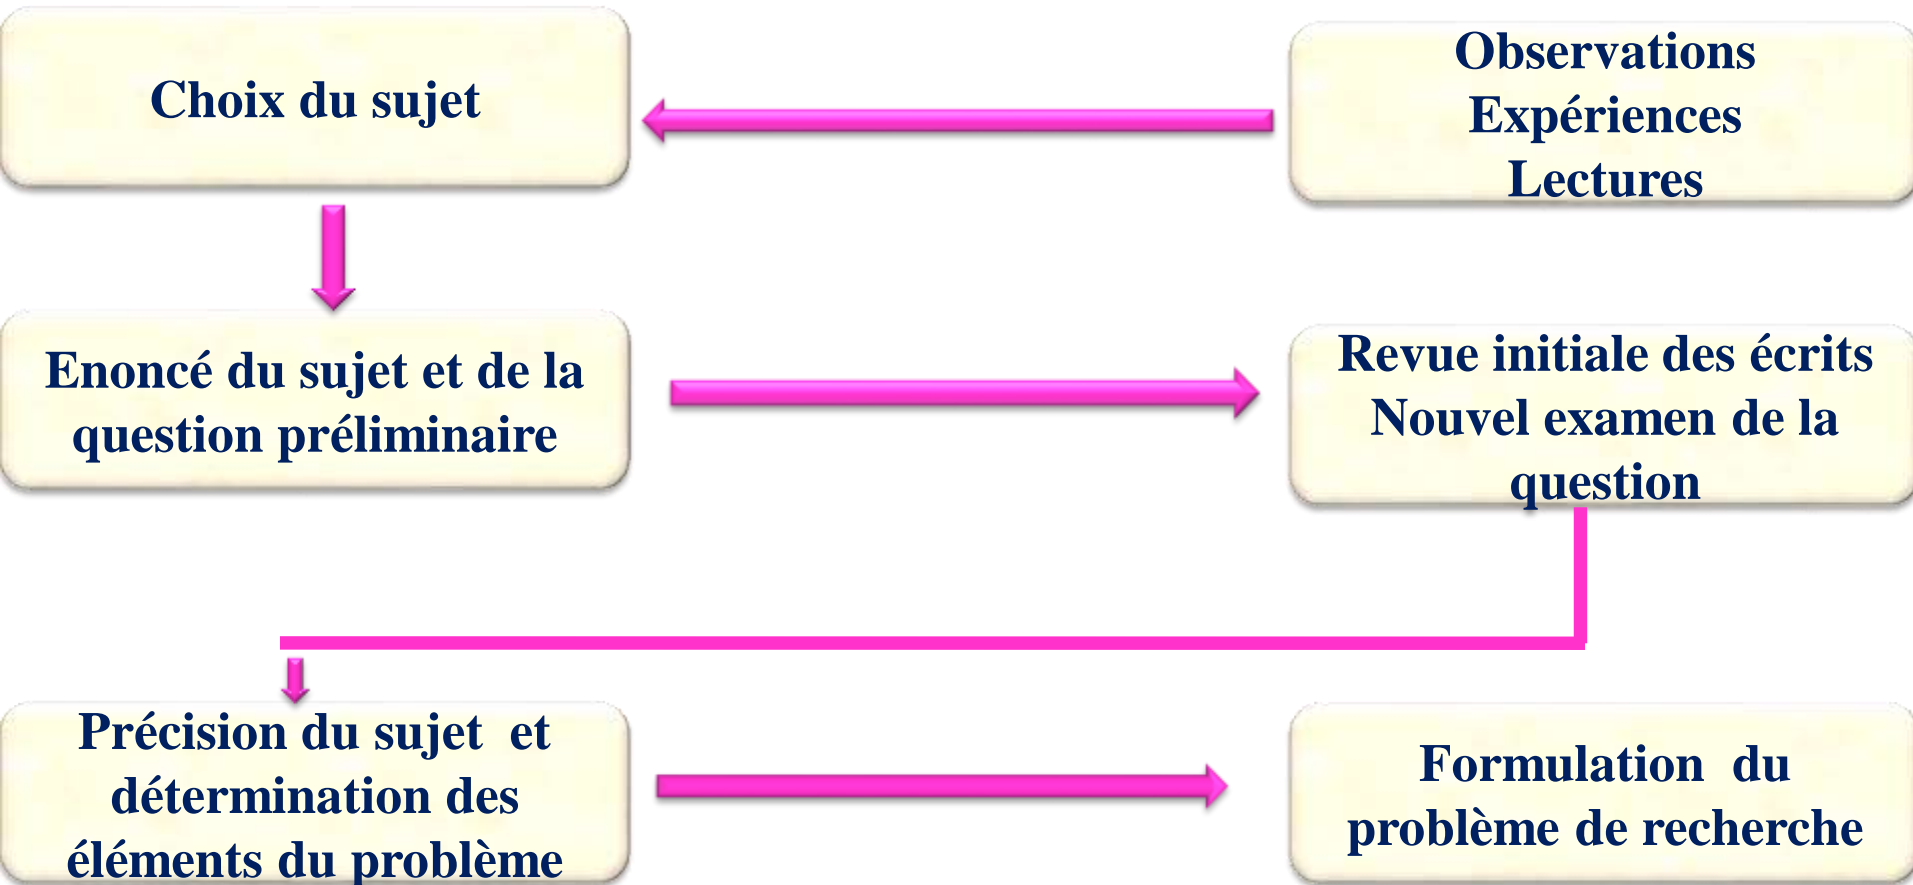 Choix du sujet
Observations
Expériences
Lectures
Enoncé du sujet et de la
question préliminaire
Revue initiale des écrits
Nouvel examen de la
question
Précision du sujet et
détermination des
éléments du problème
Formulation du
problème de recherche